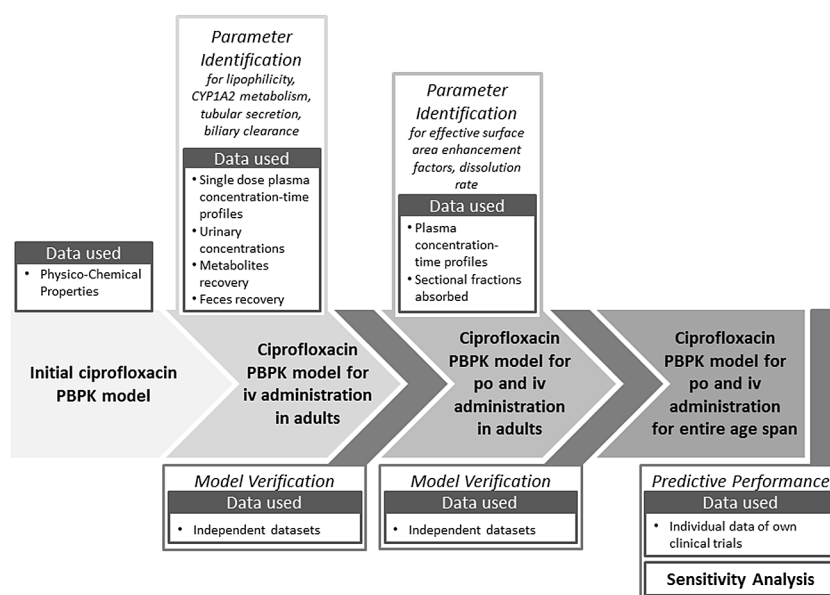 Parameter
Identification
for lipophilicity,
CYP1A2 metabolism,
tubular secretion,
biliary clearance
Data used
• Single dose plasma
concentration-time
profiles
• Urinary
concentrations
• Metabolites
recovery
• Feces recovery
Parameter
Identification
for effective surface
area enhancement
factors, dissolution
rate
Data used
• Plasma
concentration-
time profiles
• Sectional fractions
absorbed
Data used
• Physico-Chemical
Properties
Initial ciprofloxacin
PBPK model
Ciprofloxacin
PBPK model for
iv administration
in adults
Ciprofloxacin
PBPK model for
po and iv
administration
in adults
Ciprofloxacin
PBPK model for
po and iv
administration
for entire age span
Model Verification
Data used
• Independent datasets
Model Verification
Data used
• Independent datasets
Predictive Performance
Data used
• Individual data of own
clinical trials
Sensitivity Analysis